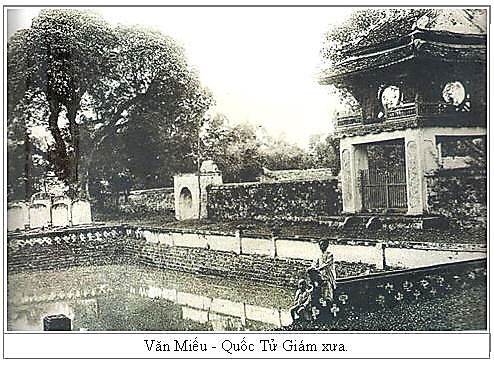 Văn Miếu - Quốc Tử Giám xưa.